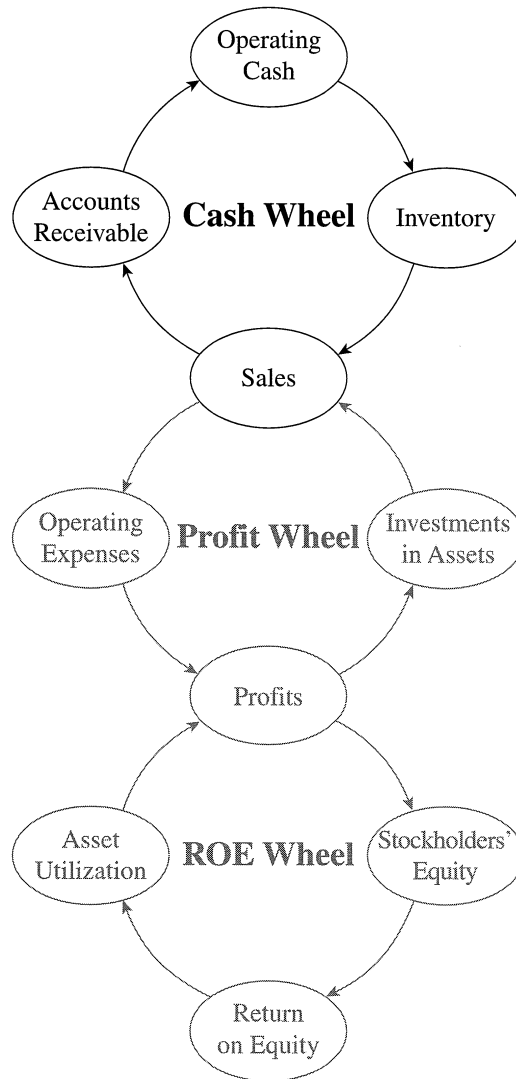 Operating
Cash
Accounts
Receivable
Cash Wheel
Inventory
Sales
Operating
Expenses
Profit Wheel
Investments
in Assets
Profits
Asset
Utilization
ROE Wheel
Stockholders'
Equity
Return
on Equity